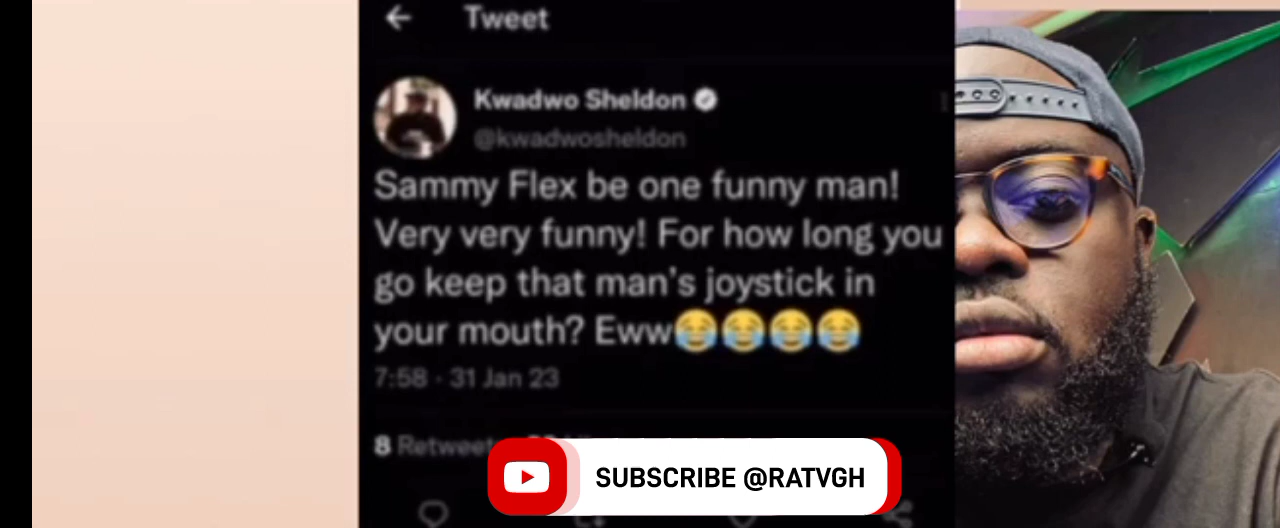 Tweet
Kwadwo Sheldon
@kwadwosheldon
Sammy Flex be one funny man!
Very very funny! For how long you
go keep that man's joystick in
your mouth? Eww😂😂😂😂
7:58 · 31 Jan 23
8 Retweet
SUBSCRIBE @RATVGH